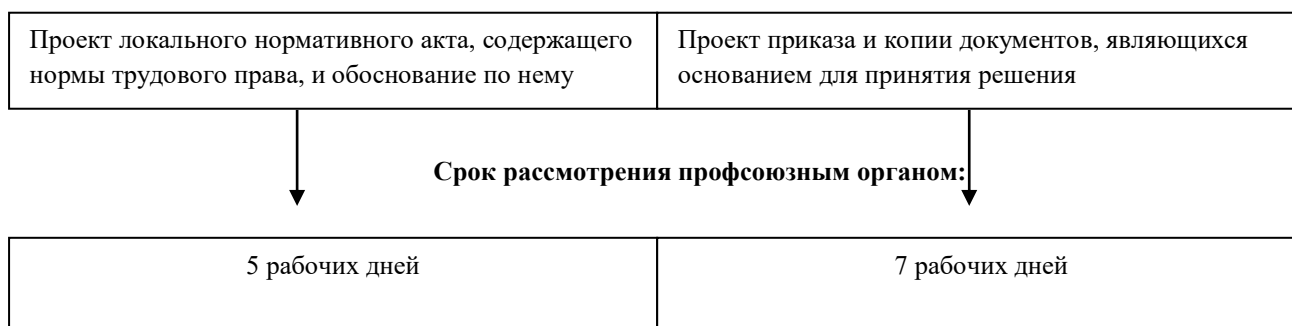 Проект локального нормативного акта, содержащего
нормы трудового права, и обоснование по нему
Проект приказа и копии документов, являющихся
основанием для принятия решения
Срок рассмотрения профсоюзным органом:
5 рабочих дней
7 рабочих дней